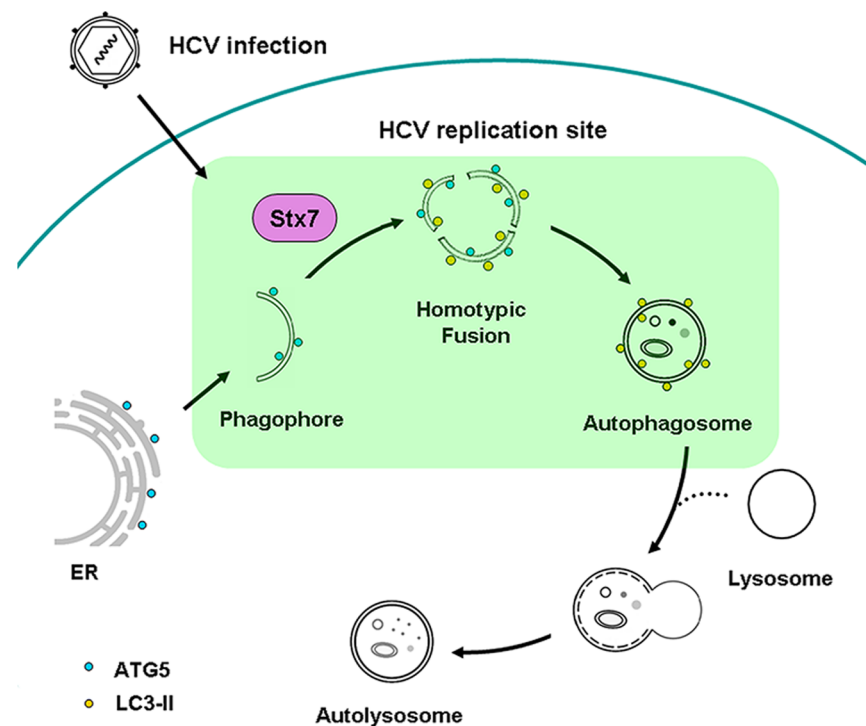 HCV infection
HCV replication site
Stx7
Homotypic
Fusion
Phagophore
Autophagosome
ER
Lysosome
ATG5
LC3-II
Autolysosome